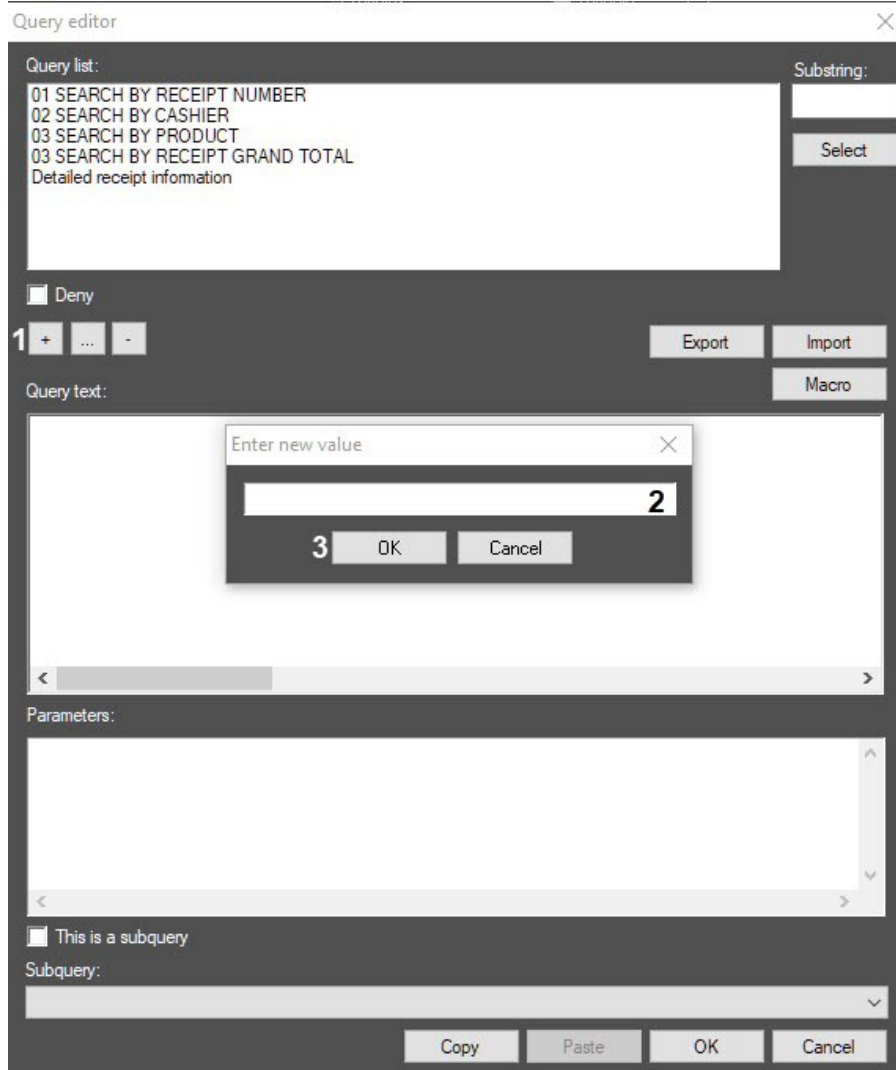 Query editor
Query list:
Substring:
01 SEARCH BY RECEIPT NUMBER
02 SEARCH BY CASHIER
03 SEARCH BY PRODUCT
03 SEARCH BY RECEIPT GRAND TOTAL
Detailed receipt information
Select
Deny
1 + ... -
Export Import
Macro
Query text:
Enter new value
2
3 OK Cancel
Parameters:
This is a subquery
Subquery:
Copy Paste OK Cancel